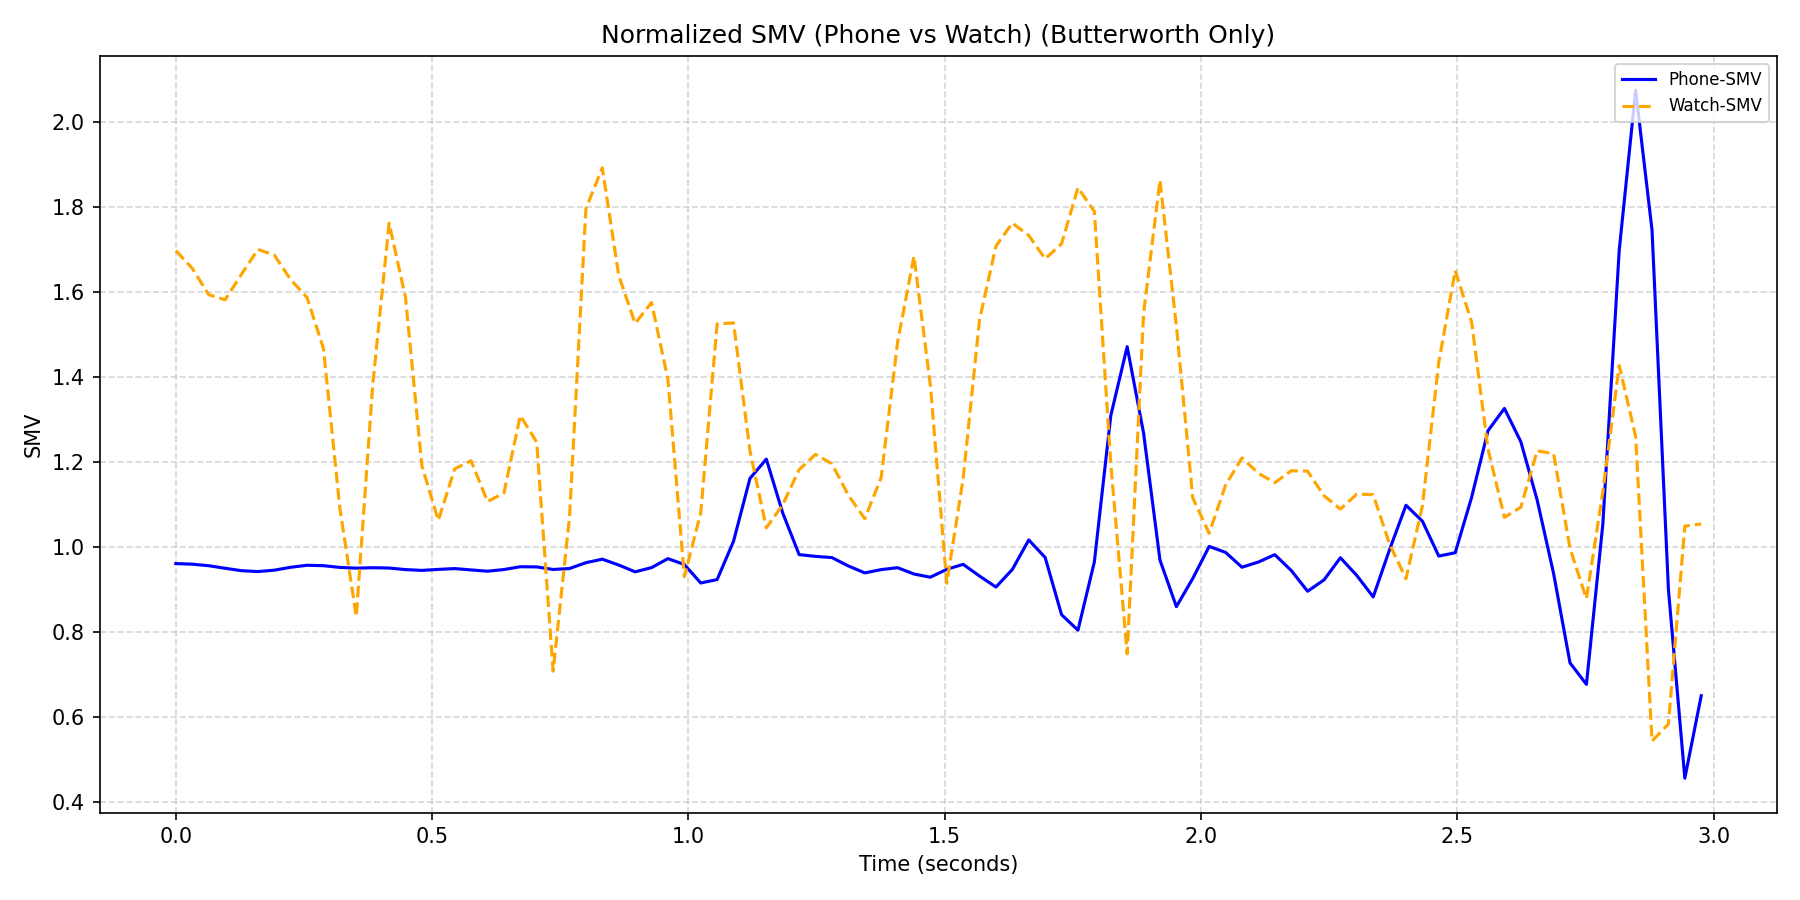 Normalized SMV (Phone vs Watch) (Butterworth Only)
Phone-SMV
Watch-SMV
SMV
2.0
1.8
1.6
1.4
1.2
1.0
0.8
0.6
0.4
0.0 0.5 1.0 1.5 2.0 2.5 3.0
Time (seconds)